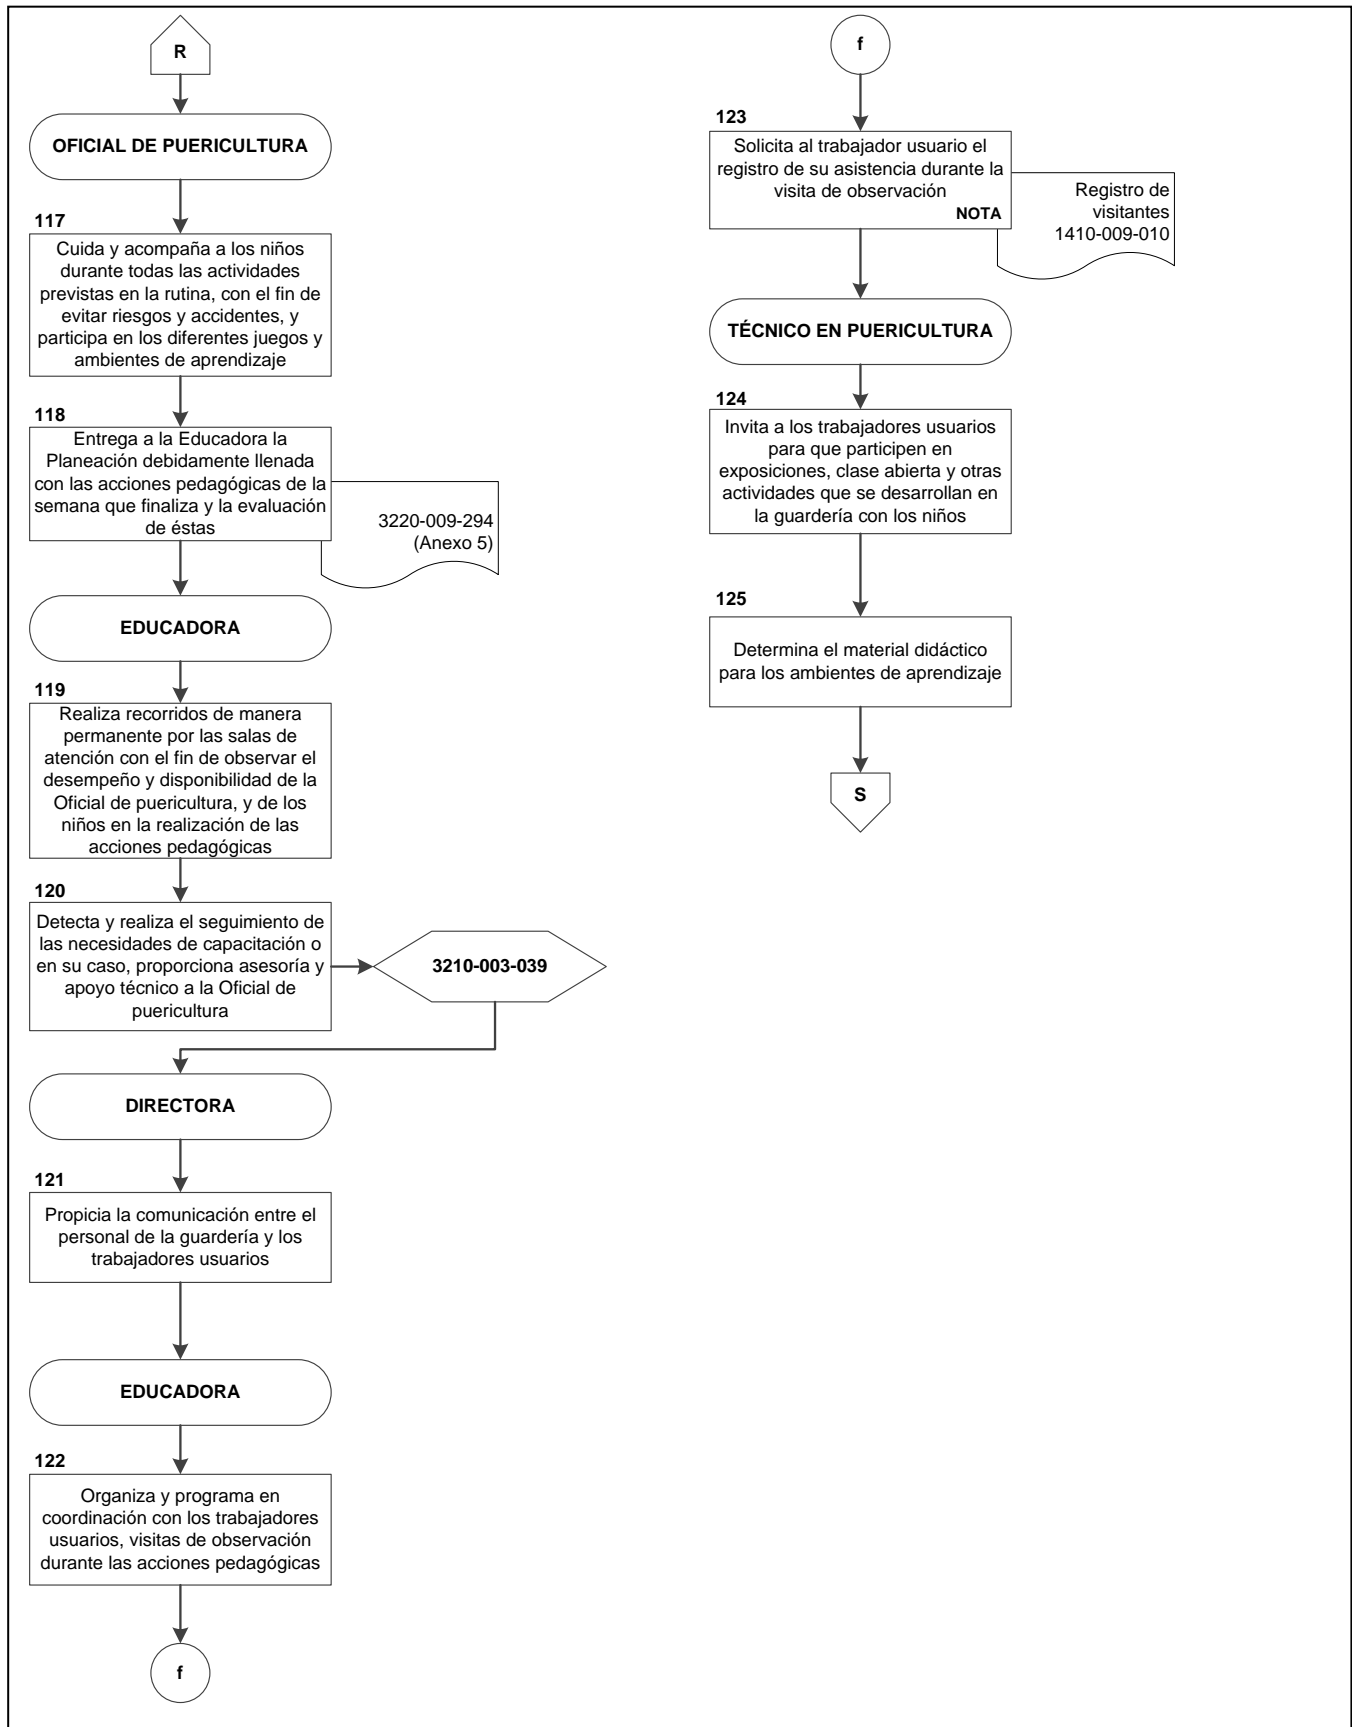 R
OFICIAL DE PUERICULTURA
117
Cuida y acompaña a los niños
durante todas las actividades
previstas en la rutina, con el fin de
evitar riesgos y accidentes, y
participa en los diferentes juegos y
ambientes de aprendizaje
118
Entrega a la Educadora la
Planeación debidamente llenada
con las acciones pedagógicas de la
semana que finaliza y la evaluación
de éstas
3220-009-294
(Anexo 5)
EDUCADORA
119
Realiza recorridos de manera
permanente por las salas de
atención con el fin de observar el
desempeño y disponibilidad de la
Oficial de puericultura, y de los
niños en la realización de las
acciones pedagógicas
120
Detecta y realiza el seguimiento de
las necesidades de capacitación o
en su caso, proporciona asesoría y
apoyo técnico a la Oficial de
puericultura
3210-003-039
DIRECTORA
121
Propicia la comunicación entre el
personal de la guardería y los
trabajadores usuarios
EDUCADORA
122
Organiza y programa en
coordinación con los trabajadores
usuarios, visitas de observación
durante las acciones pedagógicas
f
f
123
Solicita al trabajador usuario el
registro de su asistencia durante la
visita de observación
NOTA
Registro de
visitantes
1410-009-010
TÉCNICO EN PUERICULTURA
124
Invita a los trabajadores usuarios
para que participen en
exposiciones, clase abierta y otras
actividades que se desarrollan en
la guardería con los niños
125
Determina el material didáctico
para los ambientes de aprendizaje
S